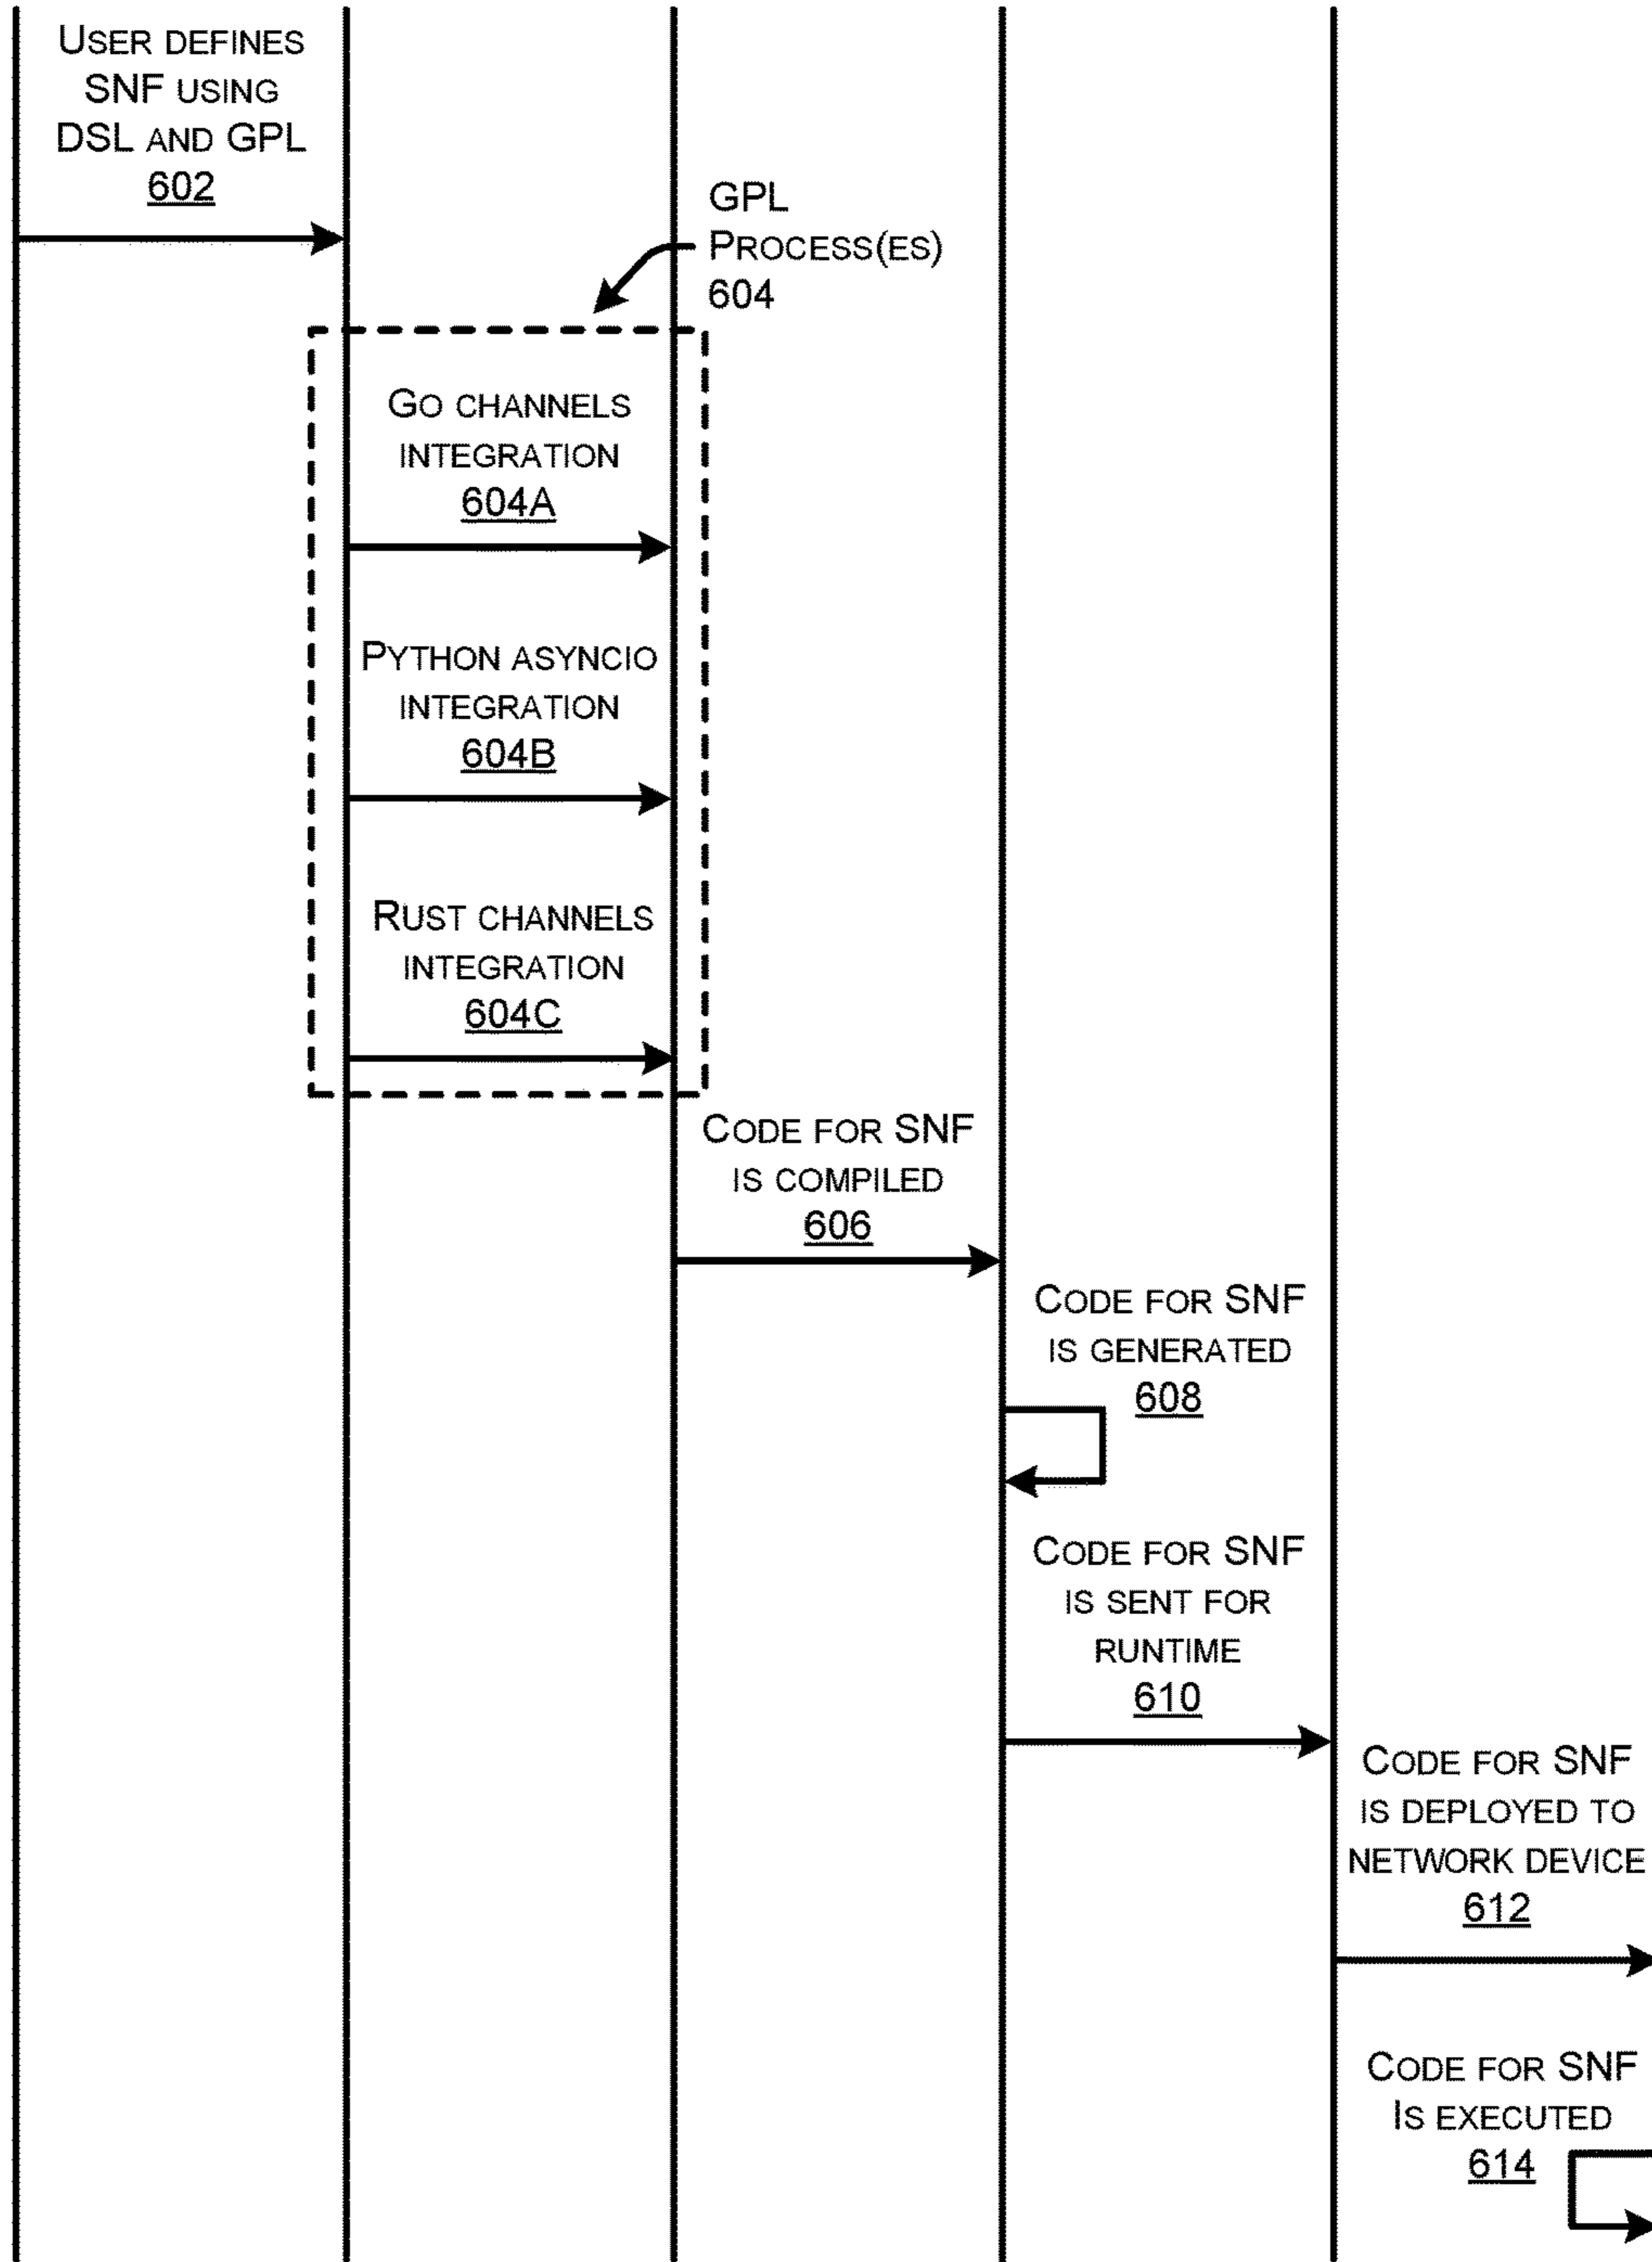 USER DEFINES
SNF USING
DSL AND GPL
602
GPL
PROCESS(ES)
604
GO CHANNELS
INTEGRATION
604A
PYTHON ASYNCIO
INTEGRATION
604B
RUST CHANNELS
INTEGRATION
604C
CODE FOR SNF
IS COMPILED
606
CODE FOR SNF
IS GENERATED
608
CODE FOR SNF
IS SENT FOR
RUNTIME
610
CODE FOR SNF
IS DEPLOYED TO
NETWORK DEVICE
612
CODE FOR SNF
IS EXECUTED
614